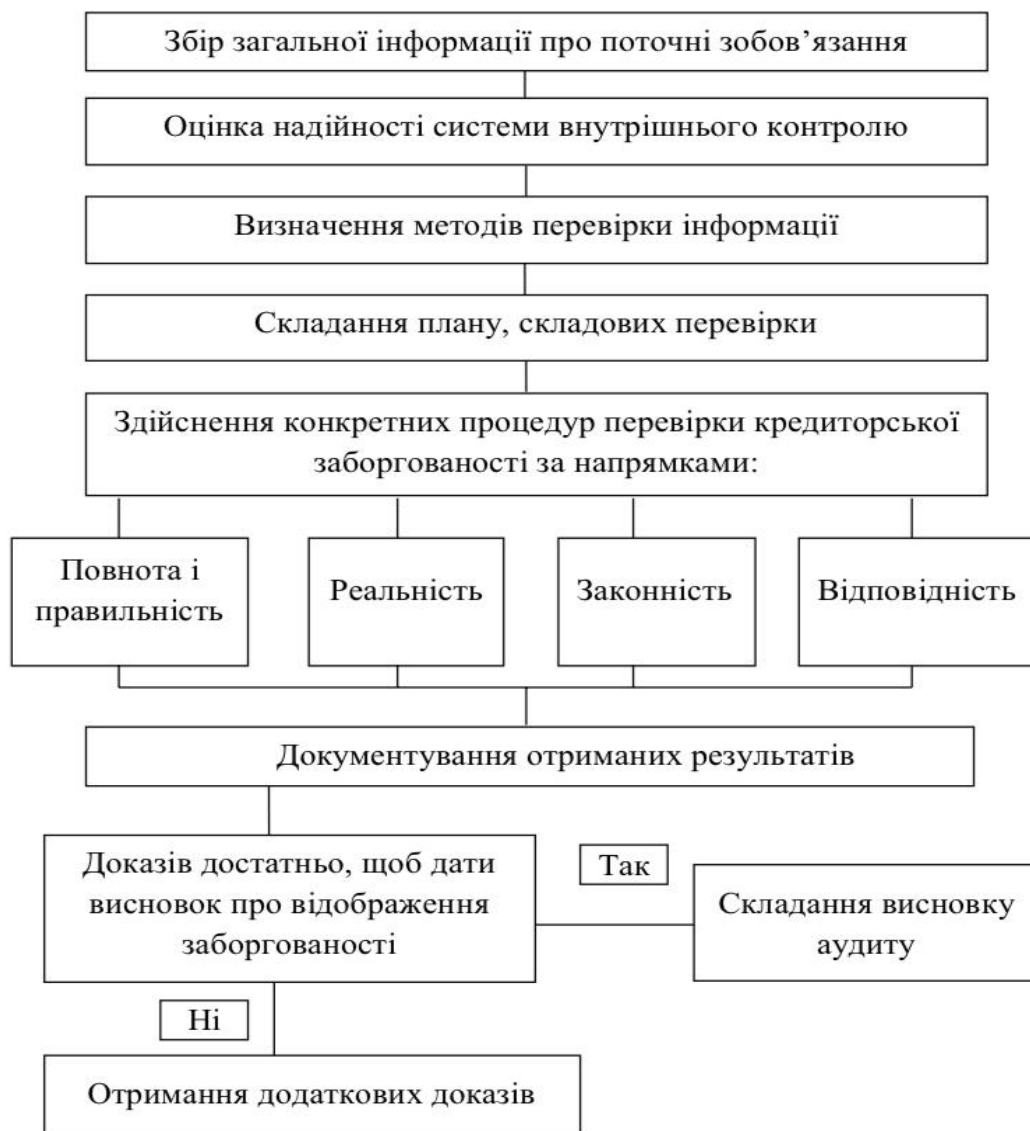 Збір загальної інформації про поточні зобов’язання
Оцінка надійності системи внутрішнього контролю
Визначення методів перевірки інформації
Складання плану, складових перевірки
Здійснення конкретних процедур перевірки кредиторської
заборгованості за напрямками:
Повнота і
правильність
Реальність
Законність
Відповідність
Документування отриманих результатів
Доказів достатньо, щоб дати
висновок про відображення
заборгованості
Так
Складання висновку
аудиту
Ні
Отримання додаткових доказів